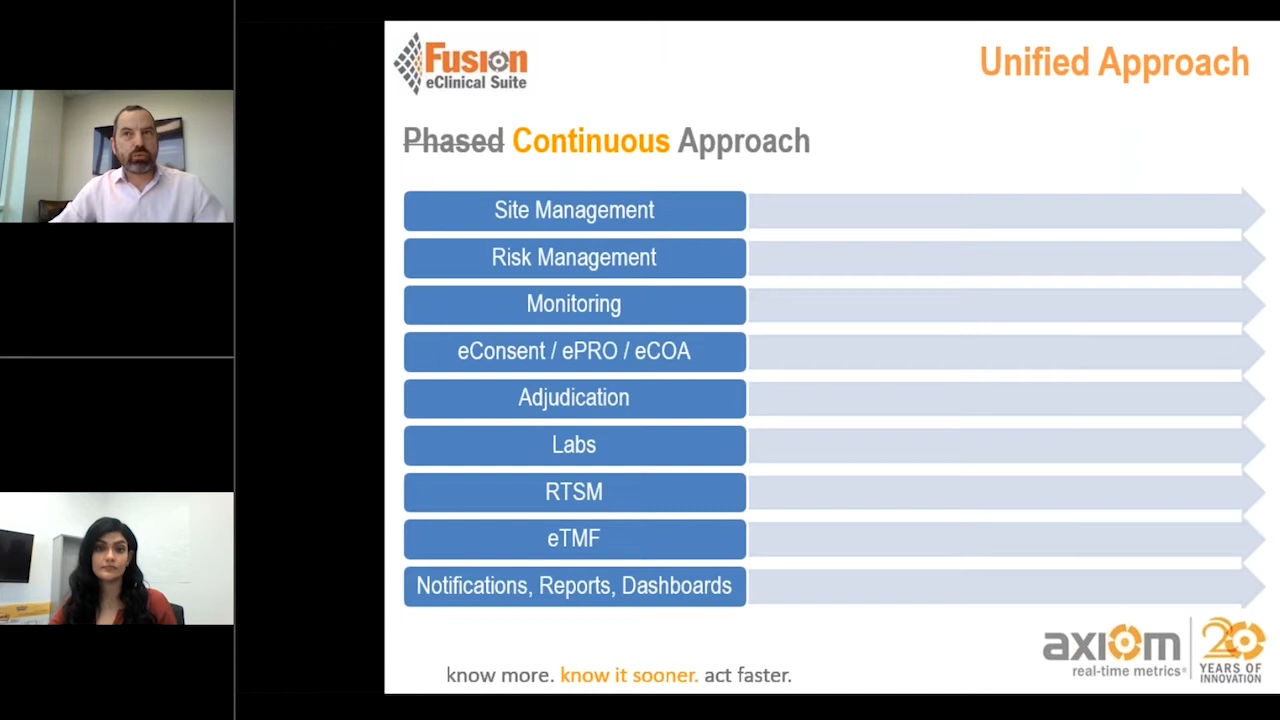 Fusion
eClinical Suite
Unified Approach
Phased Continuous Approach
Site Management
Risk Management
Monitoring
eConsent / ePRO / eCOA
Adjudication
Labs
RTSM
eTMF
Notifications, Reports, Dashboards
know more. know it sooner. act faster.
axiom
real-time metrics®
20
YEARS OF
INNOVATION